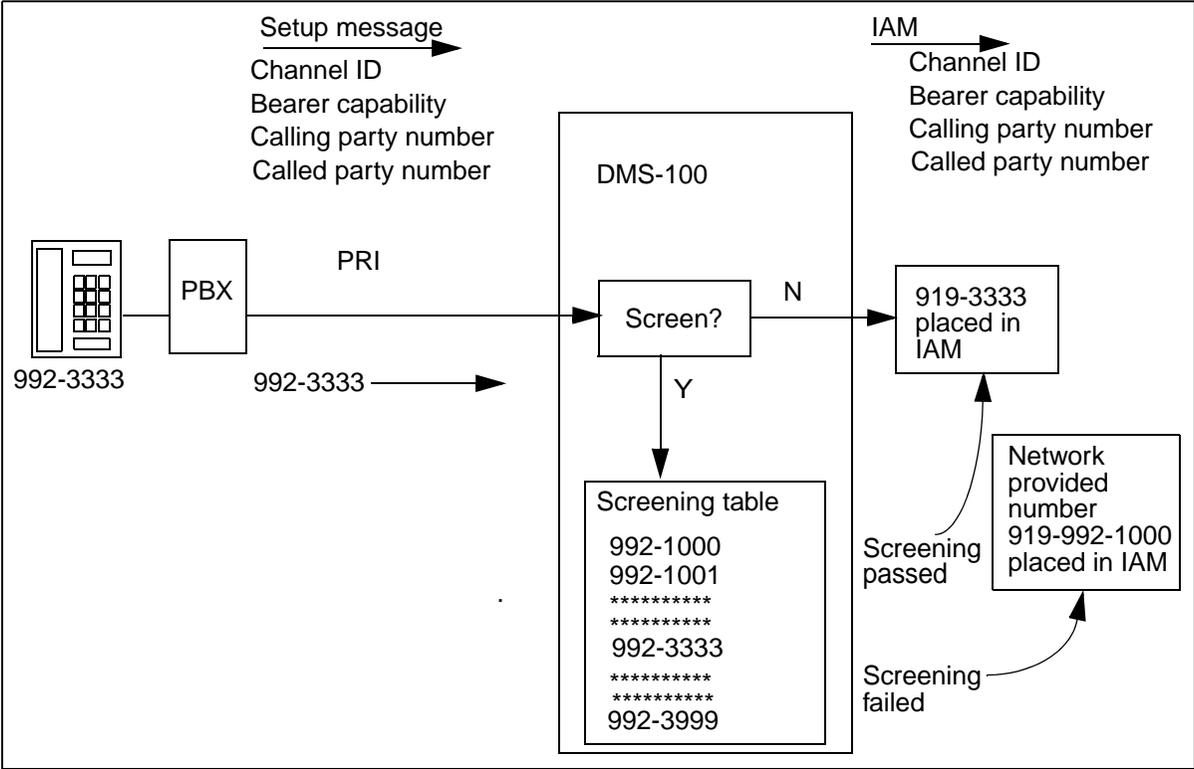 Setup message
Channel ID
Bearer capability
Calling party number
Called party number
IAM
Channel ID
Bearer capability
Calling party number
Called party number
DMS-100
PRI
PBX
992-3333
992-3333
Screen?
N
Y
919-3333
placed in
IAM
Screening table
992-1000
992-1001
**********
**********
992-3333
**********
**********
992-3999
Screening
passed
Network
provided
number
919-992-1000
placed in IAM
Screening
failed
.